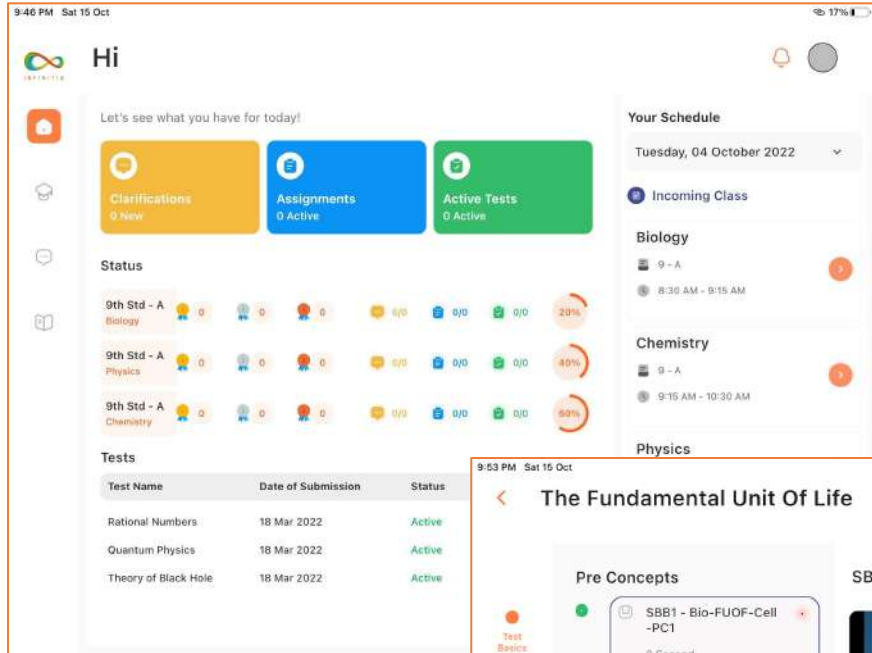 9:46 PM Sat 15 Oct
17%
INFINITIE
Hi
Let's see what you have for today!
Clarifications
0 New
Assignments
0 Active
Active Tests
0 Active
Status
9th Std - A
Biology
0 0 0 0/0 0/0 0/0 20%
9th Std - A
Physics
0 0 0 0/0 0/0 0/0 40%
9th Std - A
Chemistry
0 0 0 0/0 0/0 0/0 60%
Tests
Test Name Date of Submission Status
Rational Numbers 18 Mar 2022 Active
Quantum Physics 18 Mar 2022 Active
Theory of Black Hole 18 Mar 2022 Active
Your Schedule
Tuesday, 04 October 2022
Incoming Class
Biology
9 - A
8:30 AM - 9:15 AM
Chemistry
9 - A
9:15 AM - 10:30 AM
Physics
9:53 PM Sat 15 Oct
The Fundamental Unit Of Life
Test
Basics
Pre Concepts
SBB1 - Bio-FUOF-Cell
-PC1
0 Second
SB